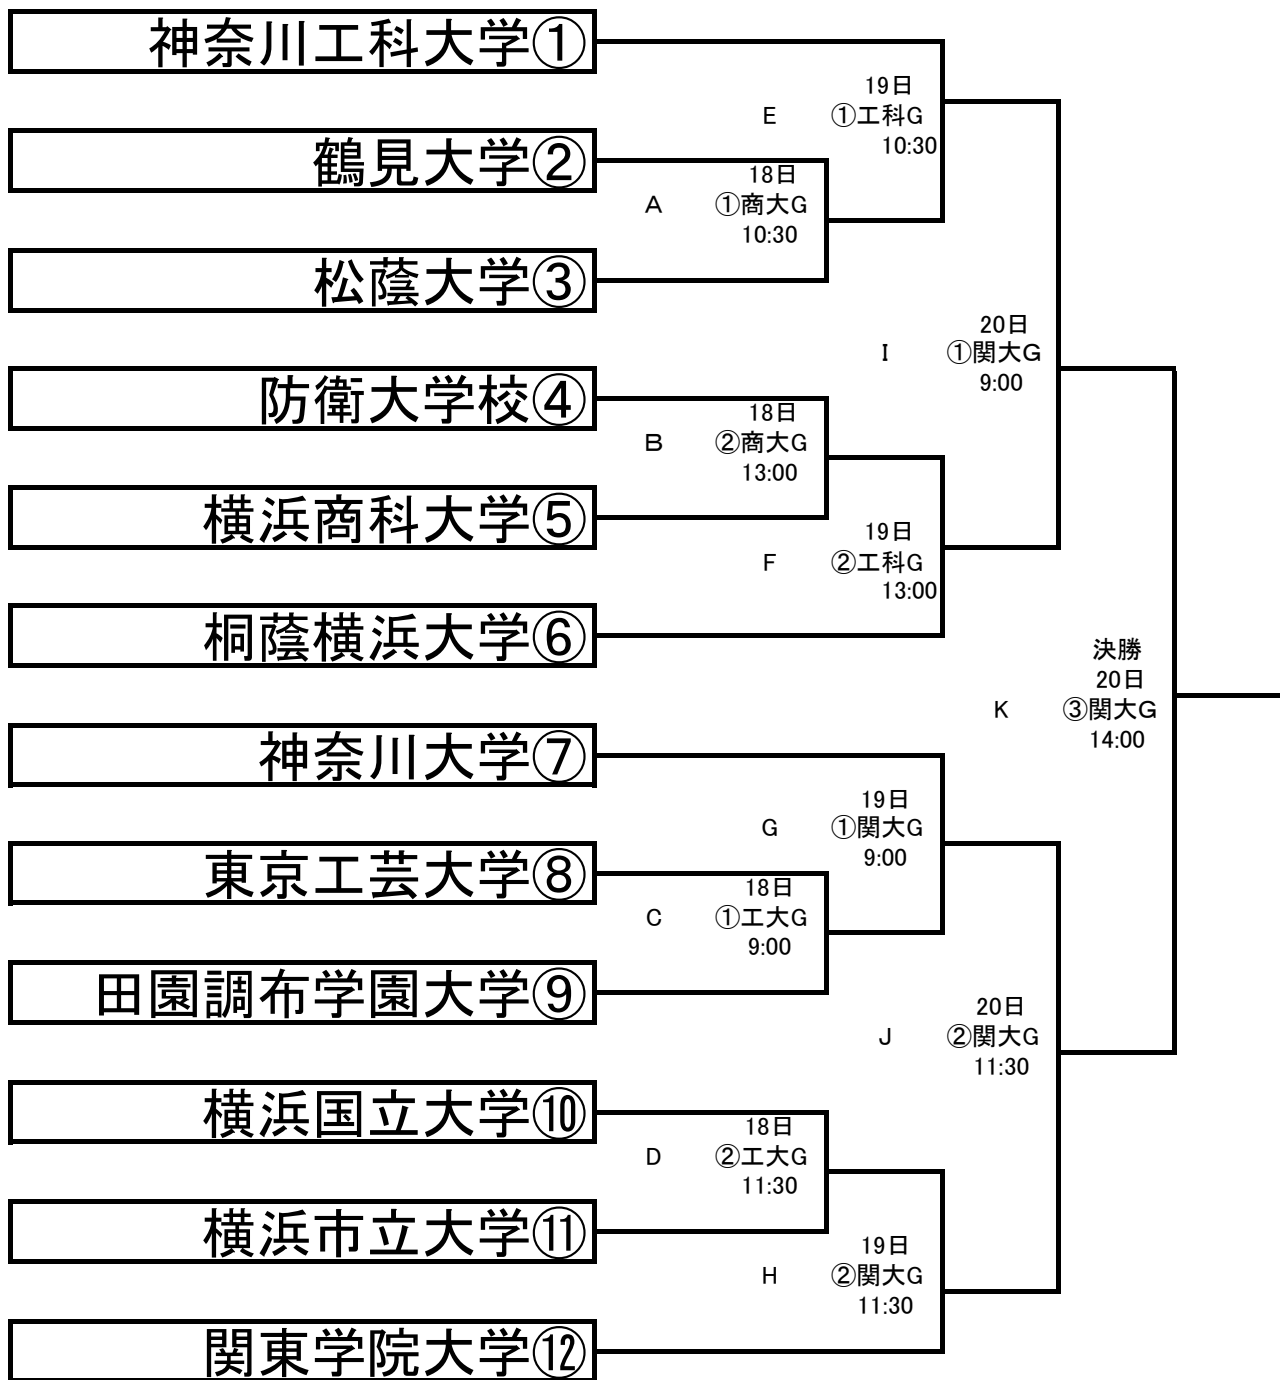 神奈川工科大学①
19日
E ①工科G
10:30
鶴見大学②
18日
A ①商大G
10:30
松蔭大学③
20日
I ①関大G
9:00
防衛大学校④
18日
B ②商大G
13:00
横浜商科大学⑤
19日
F ②工科G
13:00
桐蔭横浜大学⑥
決勝
20日
K ③関大G
14:00
神奈川大学⑦
19日
G ①関大G
9:00
東京工芸大学⑧
18日
C ①工大G
9:00
田園調布学園大学⑨
20日
J ②関大G
11:30
横浜国立大学⑩
18日
D ②工大G
11:30
横浜市立大学⑪
19日
H ②関大G
11:30
関東学院大学⑫